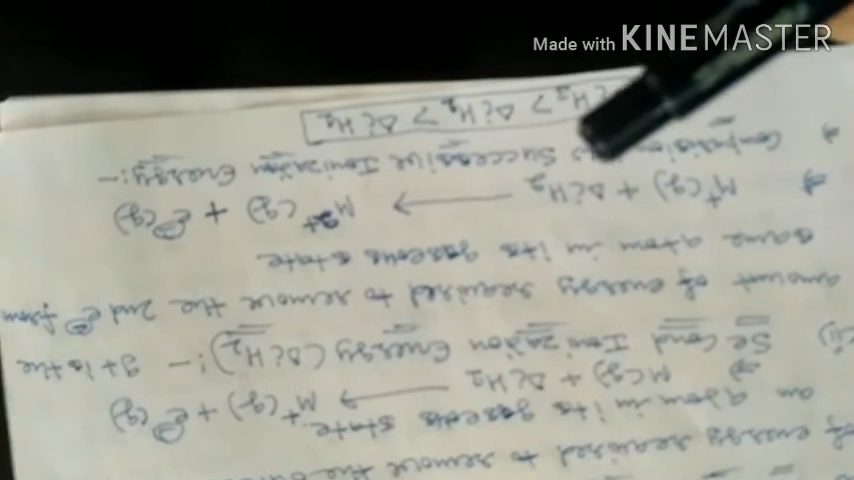 of energy required to remove the
an atom in its gaseous state.
⇒ M(g) + ΔiH₁ ⟶ M⁺(g) + e⊖(g)
(ii) Second Ionization Energy (ΔiH₂) :- It is the
amount of energy required to remove the 2nd e⊖ from
same atom in its gaseous state
⇒ M⁺(g) + ΔiH₂ ⟶ M²⁺(g) + e⊖(g)
⇒ Successive Ionization Energy :-
Made with KINEMASTER